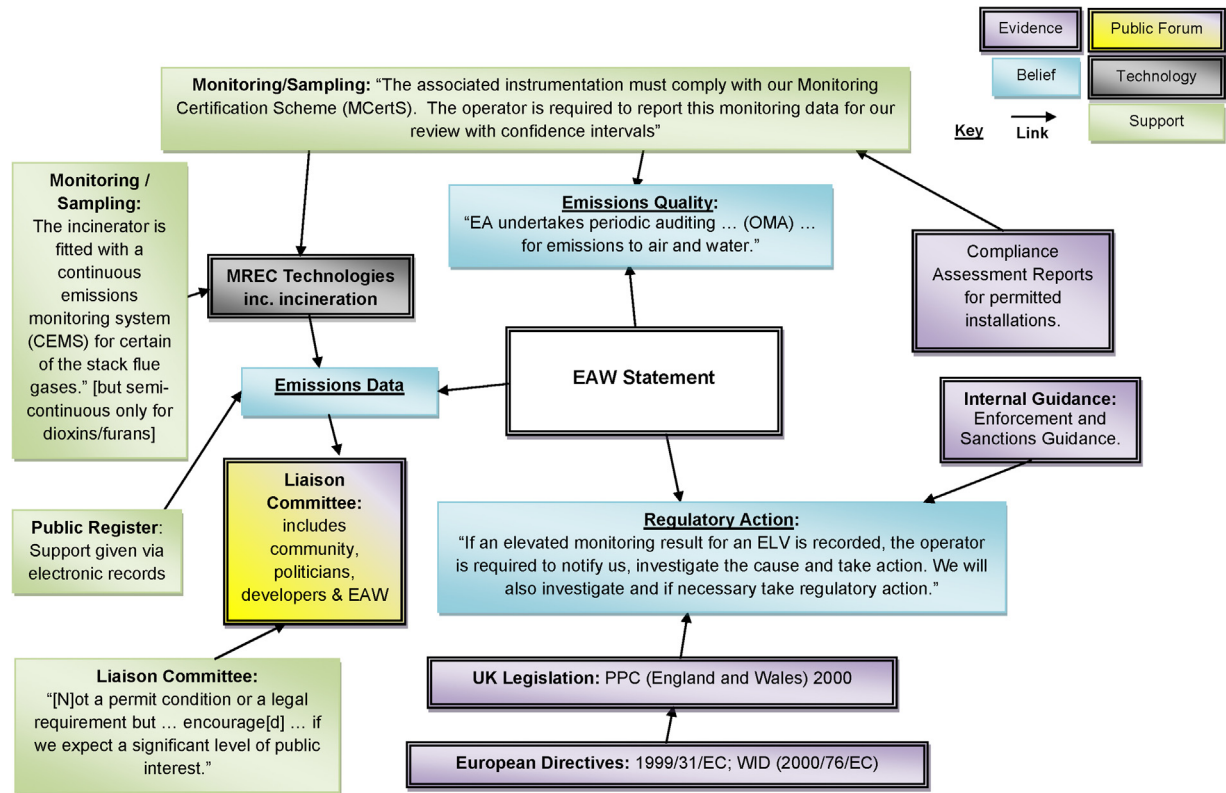 Evidence
Public Forum
Belief
Technology
Key
Link
Support
Monitoring/Sampling: “The associated instrumentation must comply with our Monitoring
Certification Scheme (MCertS).  The operator is required to report this monitoring data for our
review with confidence intervals”
Monitoring /
Sampling:
The incinerator is
fitted with a
continuous
emissions
monitoring system
(CEMS) for certain
of the stack flue
gases.” [but semi-
continuous only for
dioxins/furans]
Emissions Quality:
“EA undertakes periodic auditing … (OMA) …
for emissions to air and water.”
Compliance
Assessment Reports
for permitted
installations.
MREC Technologies
inc. incineration
EAW Statement
Emissions Data
Internal Guidance:
Enforcement and
Sanctions Guidance.
Liaison
Committee:
includes
community,
politicians,
developers & EAW
Public Register:
Support given via
electronic records
Regulatory Action:
“If an elevated monitoring result for an ELV is recorded, the operator
is required to notify us, investigate the cause and take action. We will
also investigate and if necessary take regulatory action.”
Liaison Committee:
“[N]ot a permit condition or a legal
requirement but … encourage[d] … if
we expect a significant level of public
interest.”
UK Legislation: PPC (England and Wales) 2000
European Directives: 1999/31/EC; WID (2000/76/EC)